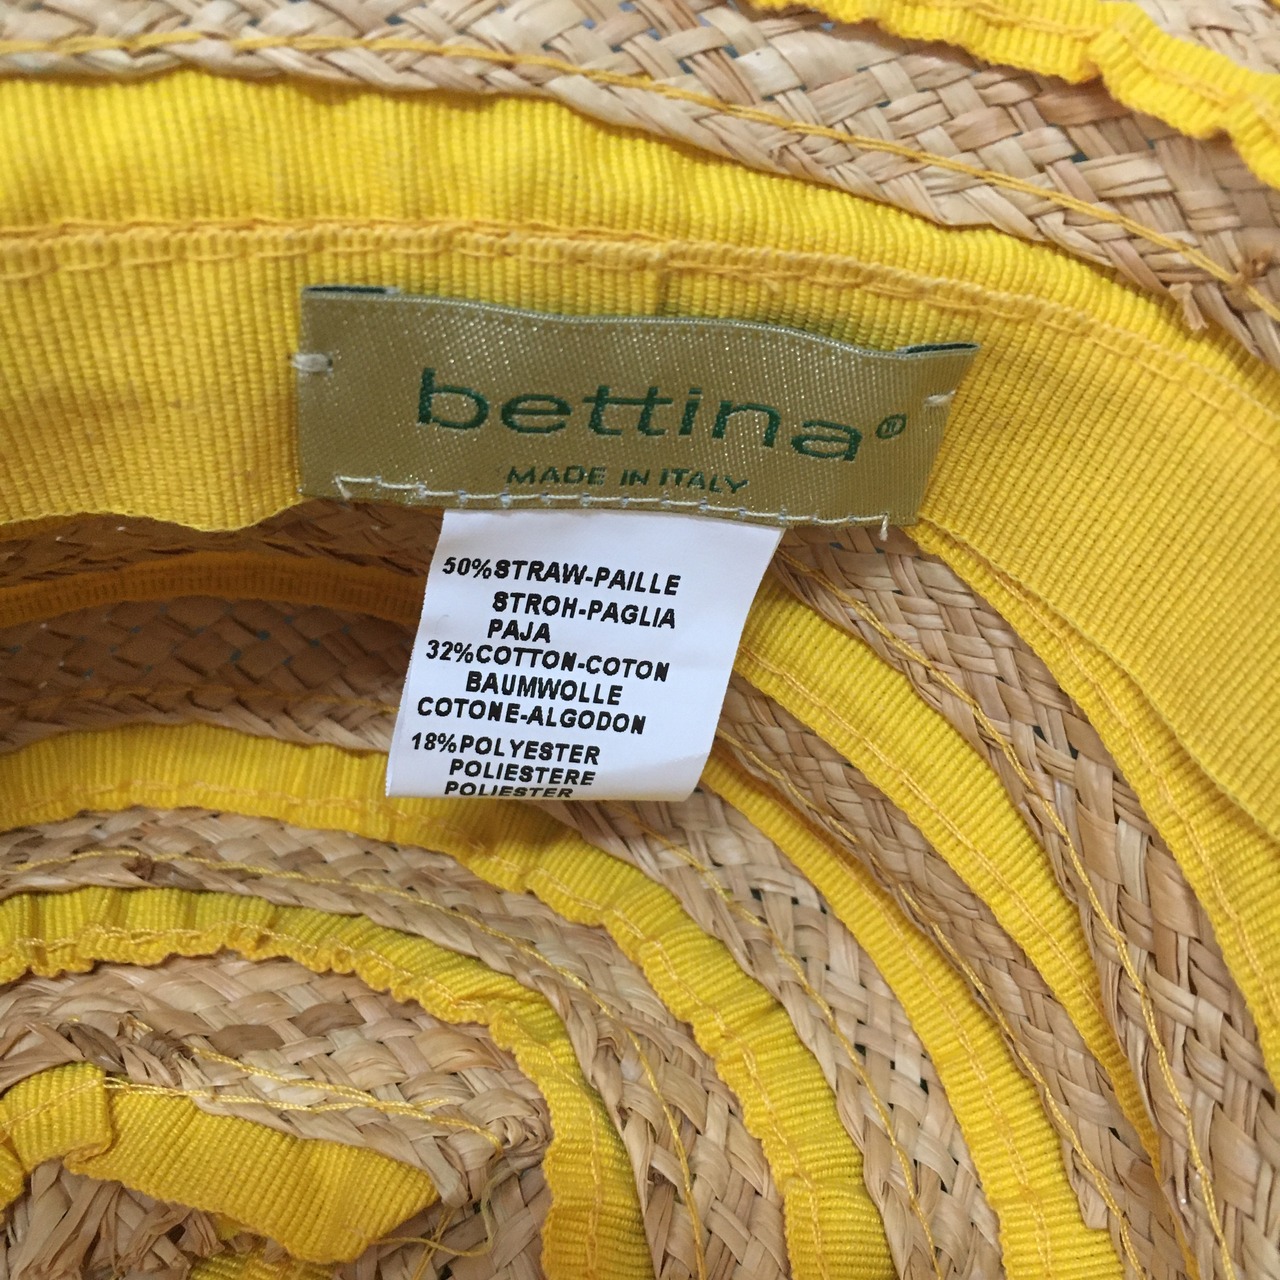 bettina®
MADE IN ITALY
50%STRAW-PAILLE
STROH-PAGLIA
PAJA
32%COTTON-COTON
BAUMWOLLE
COTONE-ALGODON
18%POLYESTER
POLIESTERE
POLIESTER